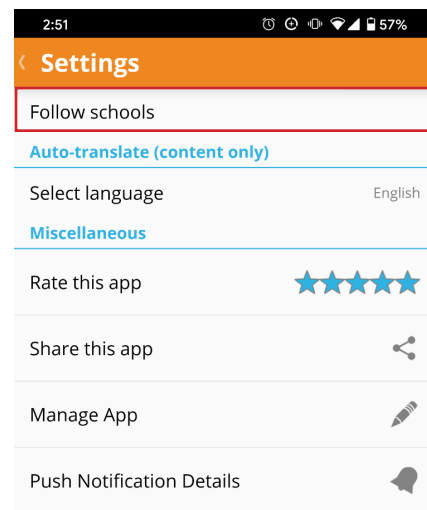 2:51 57%
Settings
Follow schools
Auto-translate (content only)
Select language English
Miscellaneous
Rate this app
Share this app
Manage App
Push Notification Details